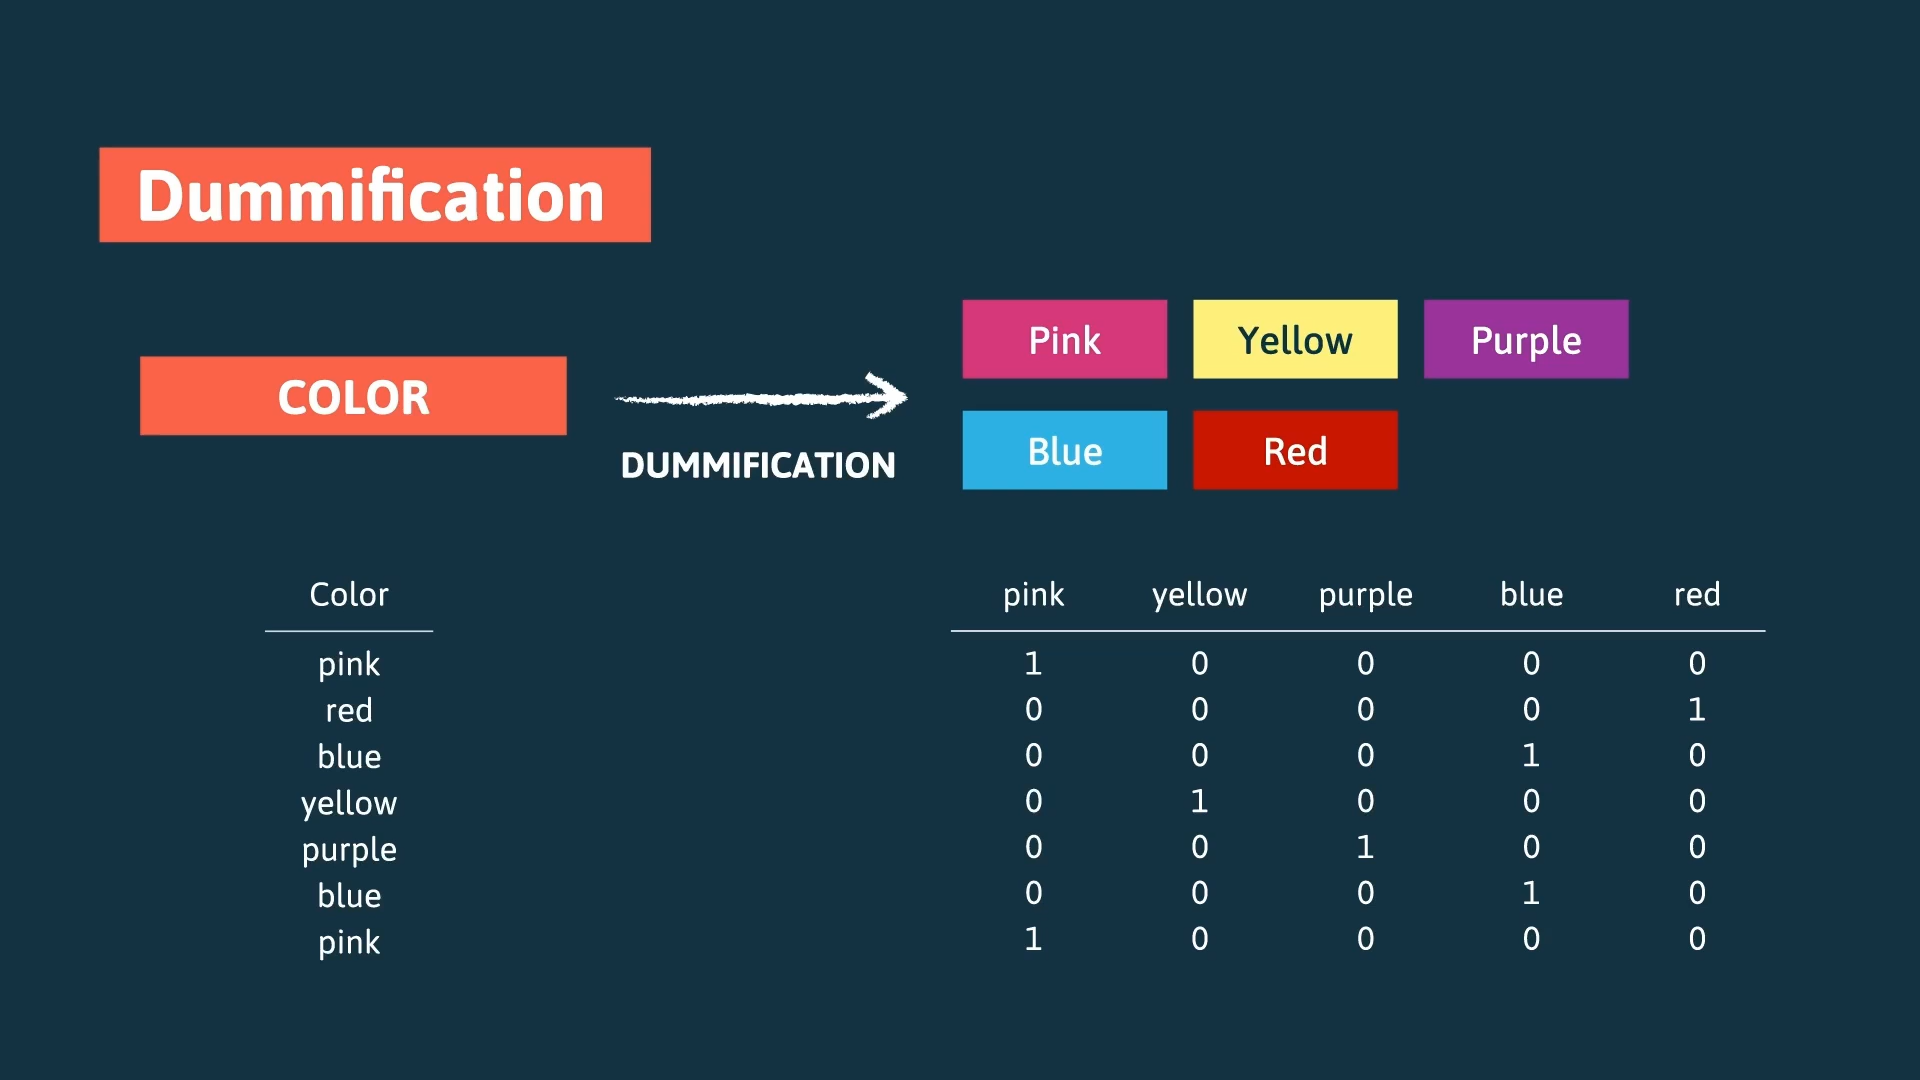 Dummification
COLOR
DUMMIFICATION
Pink Yellow Purple
Blue Red
Color
pink
red
blue
yellow
purple
blue
pink
pink yellow purple blue red
1 0 0 0 0
0 0 0 0 1
0 0 0 1 0
0 1 0 0 0
0 0 1 0 0
0 0 0 1 0
1 0 0 0 0